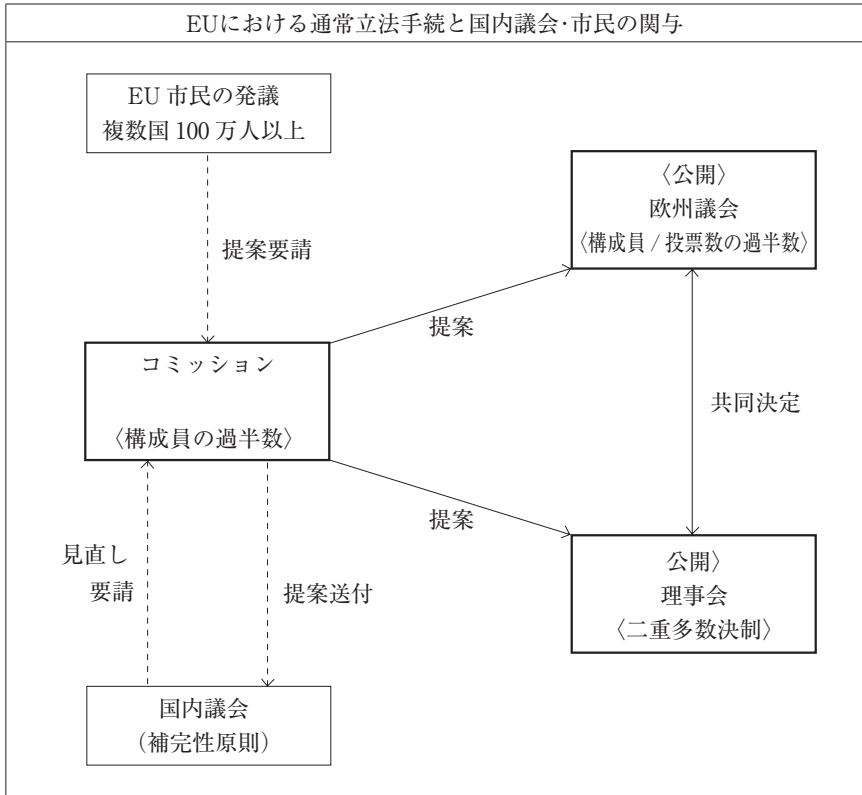 EUにおける通常立法手続と国内議会·市民の関与
EU 市民の発議
複数国 100 万人以上
〈公開〉
欧州議会
〈構成員 / 投票数の過半数〉
提案要請
提案
コミッション
〈構成員の過半数〉
共同決定
提案
見直し
要請
提案送付
公開〉
理事会
〈二重多数決制〉
国内議会
（補完性原則）